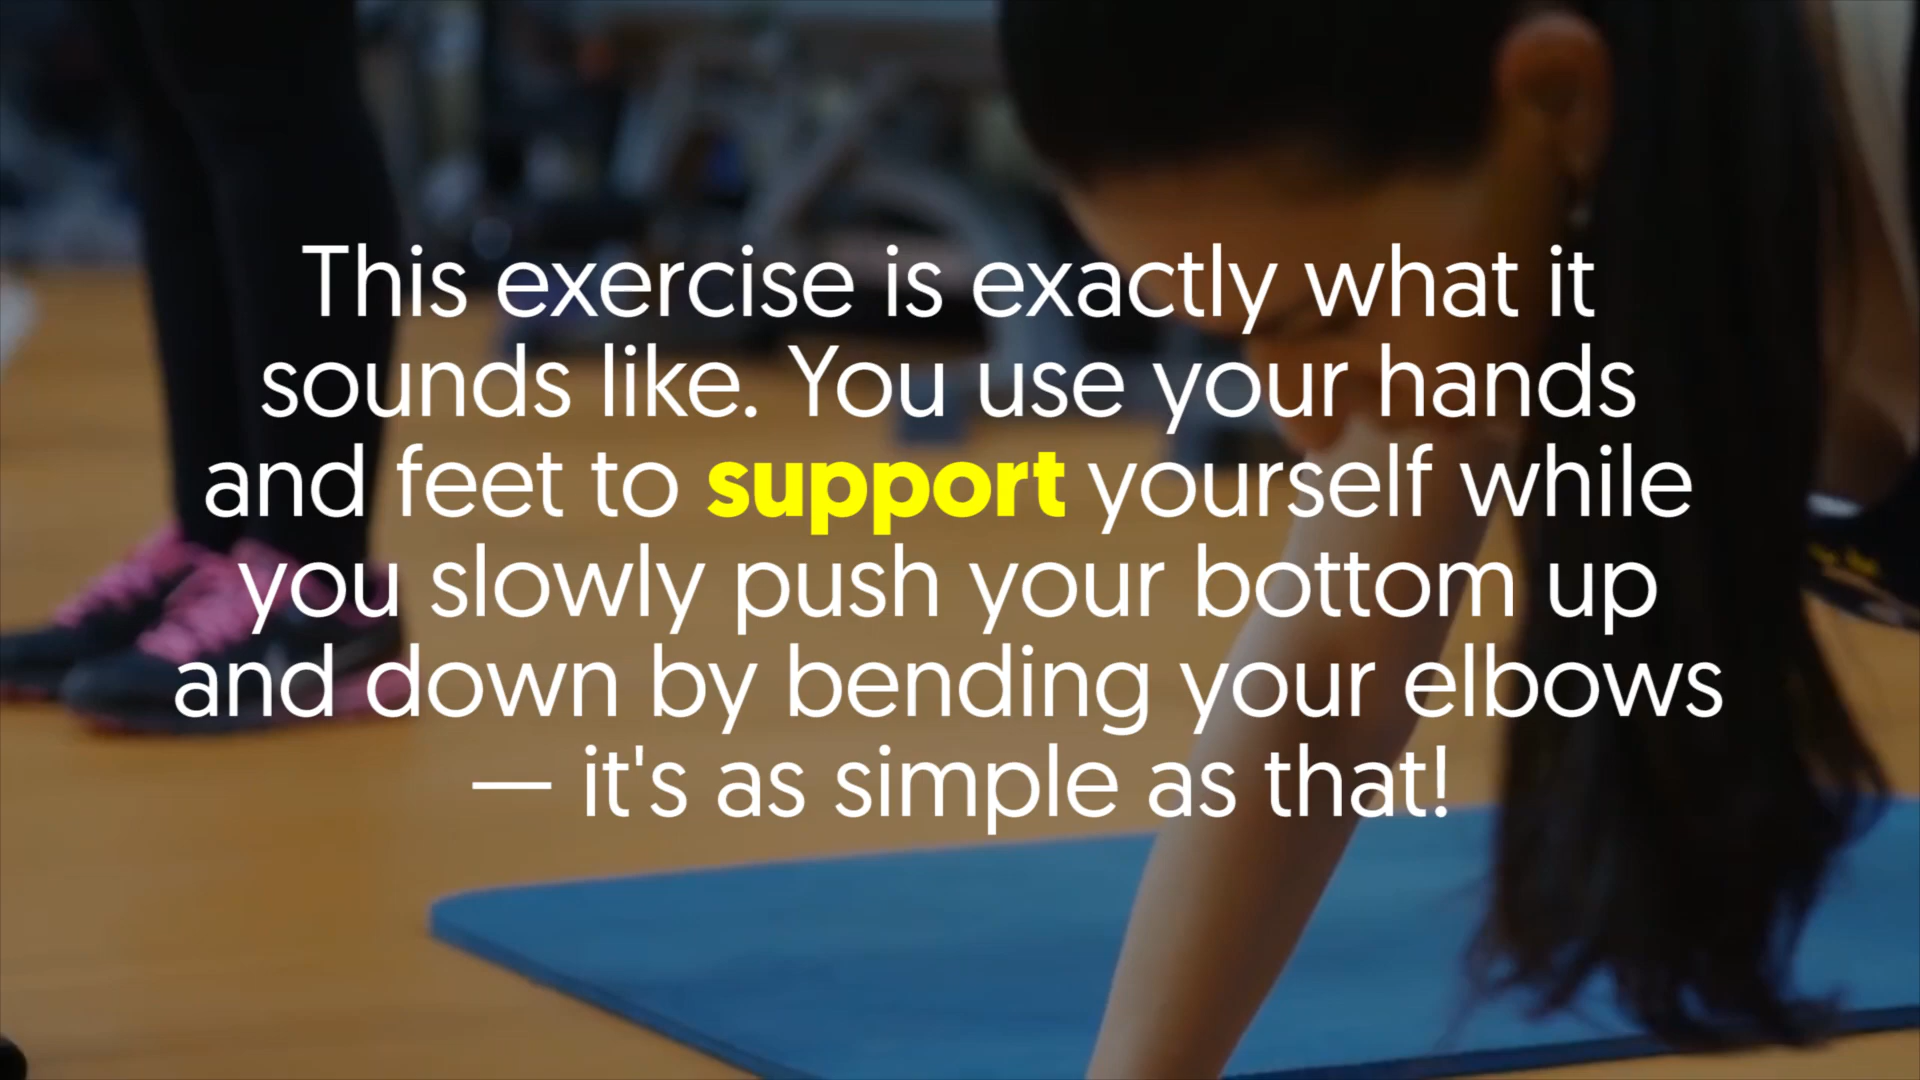 This exercise is exactly what it
sounds like. You use your hands
and feet to support yourself while
you slowly push your bottom up
and down by bending your elbows
— it's as simple as that!